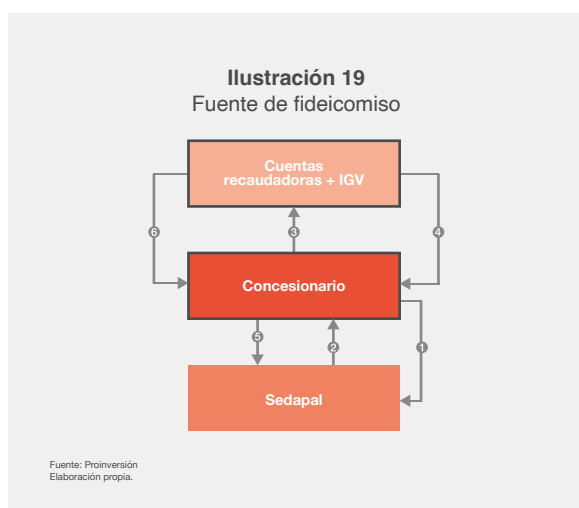 Ilustración 19
Fuente de fideicomiso
Cuentas
recaudadoras + IGV
6
3
4
Concesionario
5
2
1
Sedapal
Fuente: Proinversión
Elaboración propia.